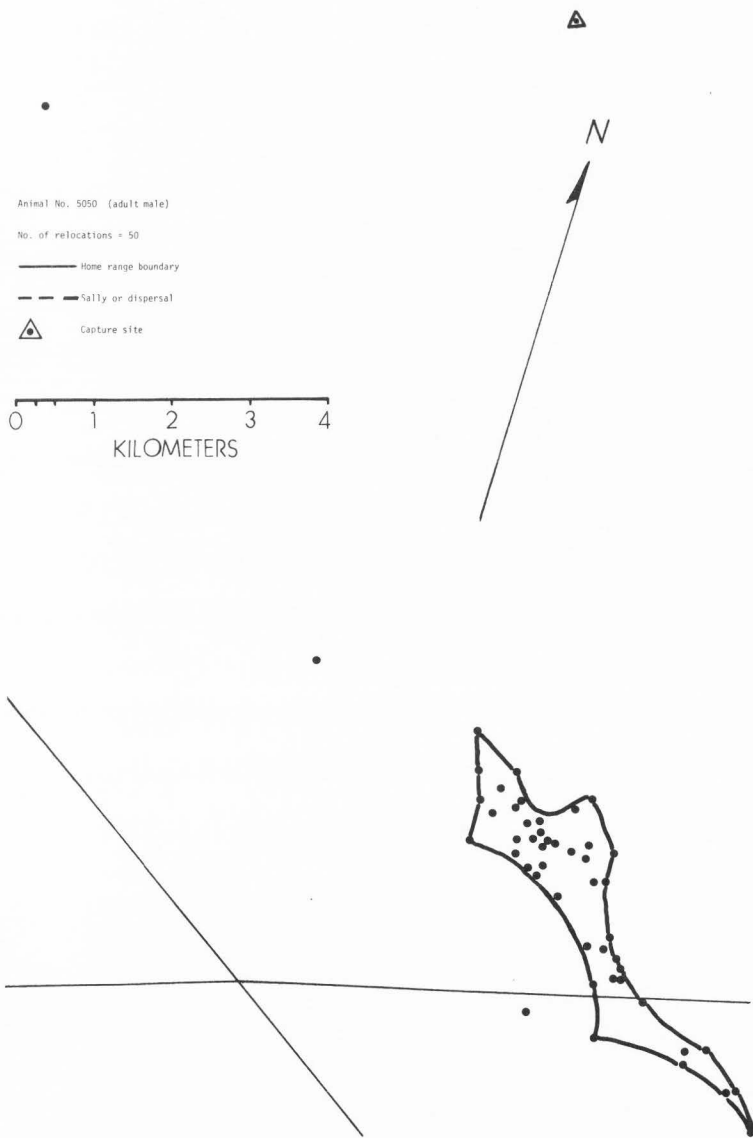 N
Animal No. 5050 (adult male)
No. of relocations = 50
Home range boundary
Sally or dispersal
Capture site
0 1 2 3 4
KILOMETERS